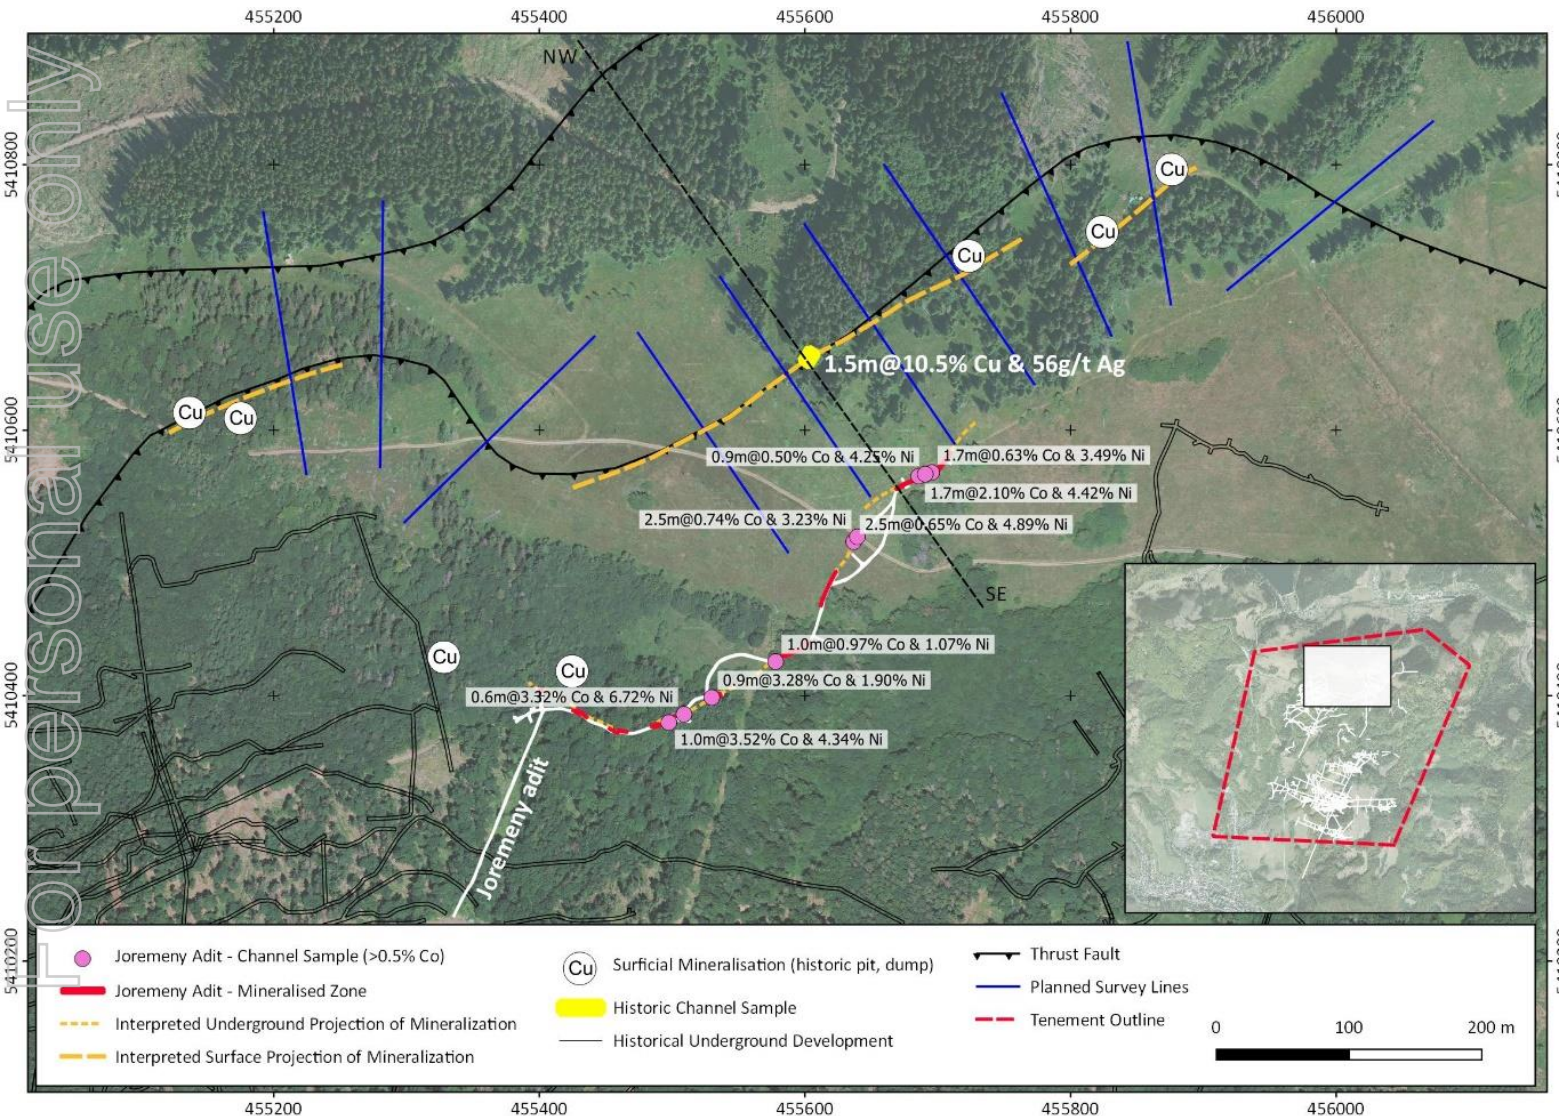 455200
455400
455600
455800
456000
For personal use only
5410800
5410600
5410400
5410200
NW
Cu
Cu
Cu
1.5m@10.5% Cu & 56g/t Ag
Cu
Cu
0.9m@0.50% Co & 4.25% Ni
1.7m@0.63% Co & 3.49% Ni
1.7m@2.10% Co & 4.42% Ni
2.5m@0.74% Co & 3.23% Ni
2.5m@0.65% Co & 4.89% Ni
SE
Cu
Cu
1.0m@0.97% Co & 1.07% Ni
0.9m@3.28% Co & 1.90% Ni
0.6m@3.32% Co & 6.72% Ni
1.0m@3.52% Co & 4.34% Ni
Joremeny adit
Joremeny Adit - Channel Sample (>0.5% Co)
Joremeny Adit - Mineralised Zone
Interpreted Underground Projection of Mineralization
Interpreted Surface Projection of Mineralization
Cu
Surficial Mineralisation (historic pit, dump)
Historic Channel Sample
Historical Underground Development
Thrust Fault
Planned Survey Lines
Tenement Outline
0 100 200 m
455200
455400
455600
455800
456000